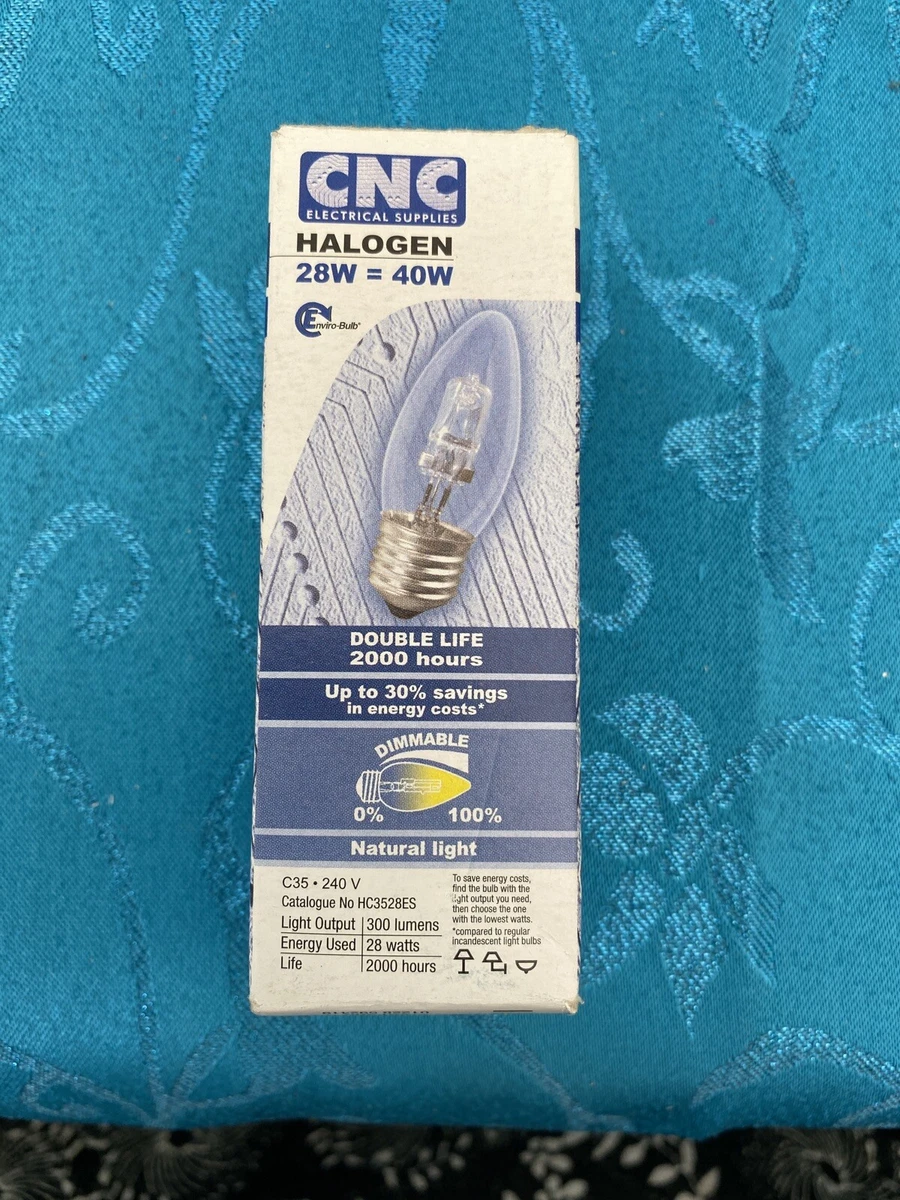 CNC
ELECTRICAL SUPPLIES
HALOGEN
28W = 40W
Enviro-Bulb®
DOUBLE LIFE
2000 hours
Up to 30% savings
in energy costs*
DIMMABLE
0% 100%
Natural light
C35 • 240 V
Catalogue No HC3528ES
Light Output 300 lumens
Energy Used 28 watts
Life 2000 hours
To save energy costs,
find the bulb with the
light output you need,
then choose the one
with the lowest watts.
*compared to regular
incandescent light bulbs